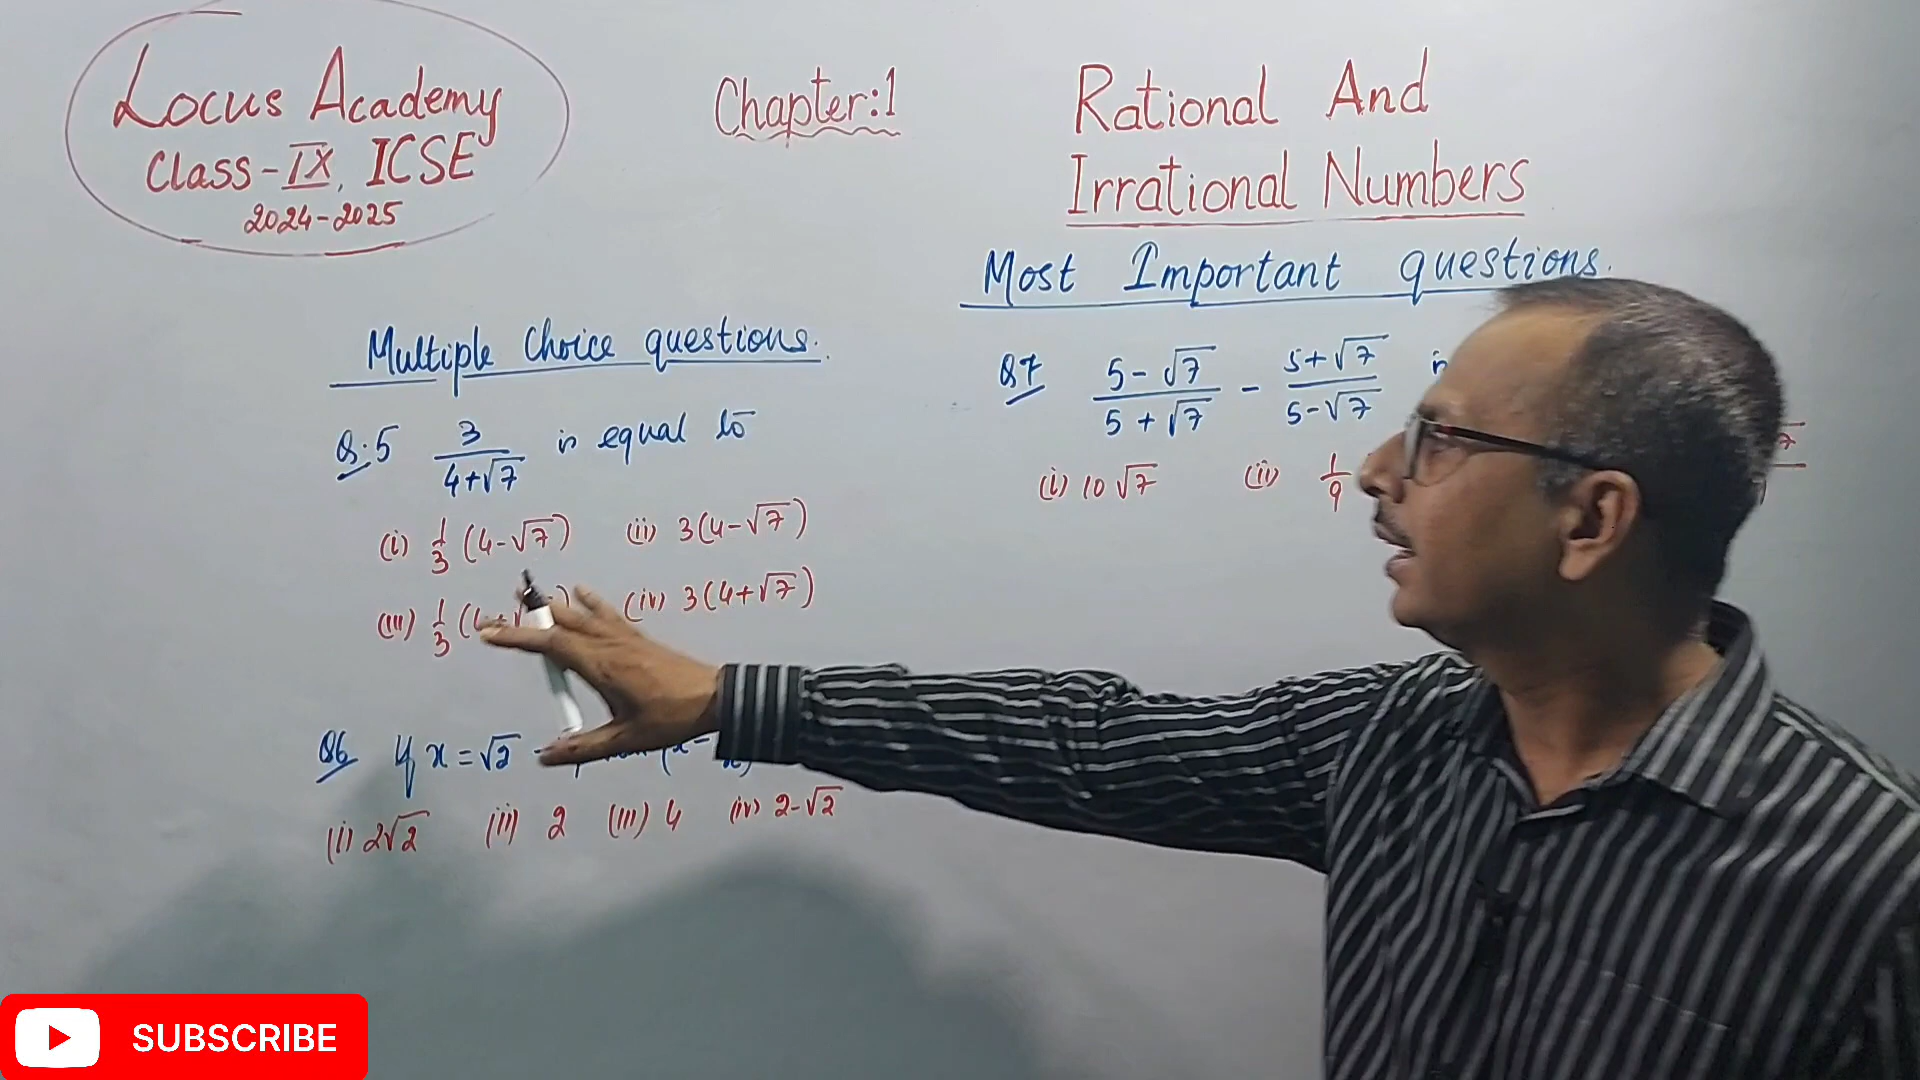 Locus Academy
Class-IX, ICSE
2024-2025
Chapter:1
Rational And
Irrational Numbers
Most Important questions.
Multiple Choice questions.
Q.5 3/(4+√7) is equal to
(i) 1/3 (4-√7) (ii) 3(4-√7)
(iii) 1/3 (iv) 3(4+√7)
Q6 If x = √2
(i) 2√2 (ii) 2 (iii) 4 (iv) 2-√2
Q7 (5-√7)/(5+√7) - (5+√7)/(5-√7)
(i) 10√7 (ii) 1/9
SUBSCRIBE